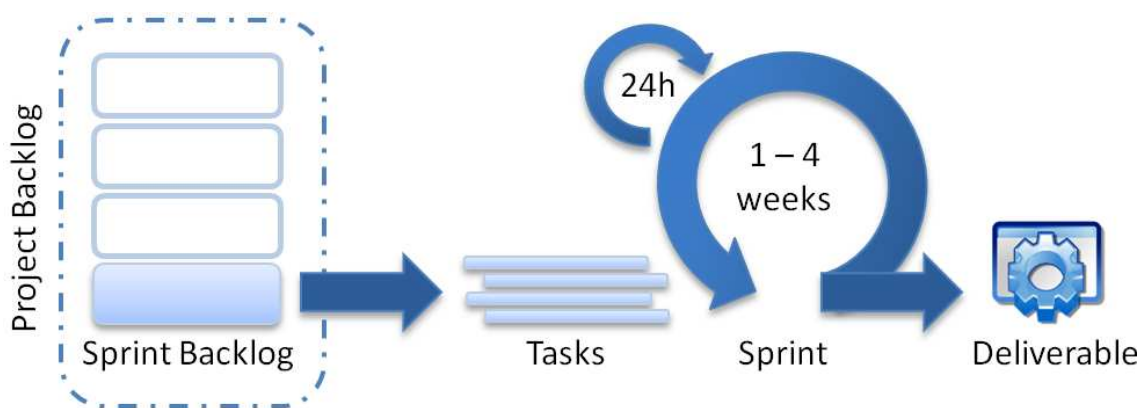 Project Backlog
Sprint Backlog
Tasks
24h
1 – 4
weeks
Sprint
Deliverable